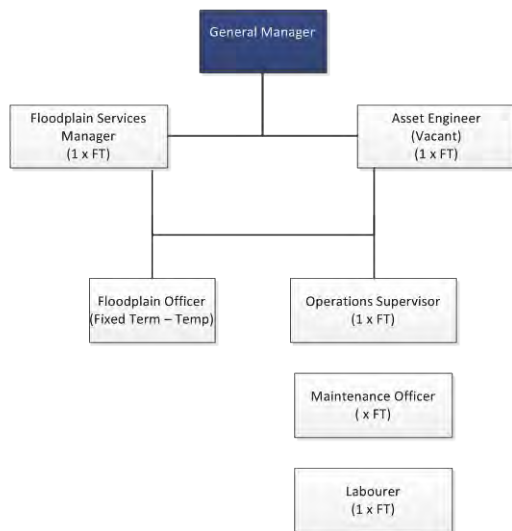 General Manager
Floodplain Services
Manager
(1 x FT)
Asset Engineer
(Vacant)
(1 x FT)
Floodplain Officer
(Fixed Term – Temp)
Operations Supervisor
(1 x FT)
Maintenance Officer
( x FT)
Labourer
(1 x FT)